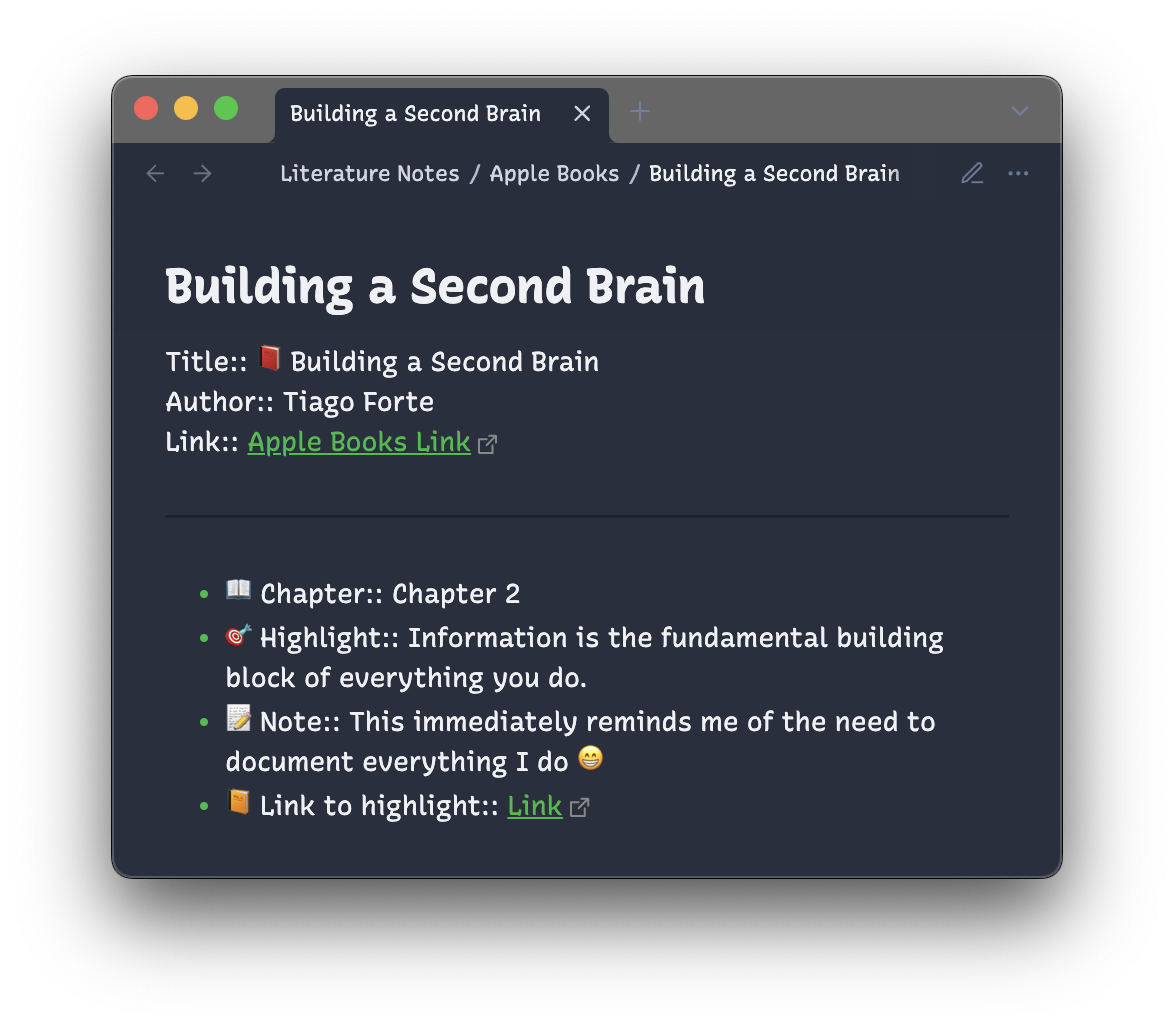 Building a Second Brain
Literature Notes / Apple Books / Building a Second Brain
Building a Second Brain
Title:: 📕 Building a Second Brain
Author:: Tiago Forte
Link:: Apple Books Link
📖 Chapter:: Chapter 2
🎯 Highlight:: Information is the fundamental building
block of everything you do.
📝 Note:: This immediately reminds me of the need to
document everything I do 😁
📙 Link to highlight:: Link